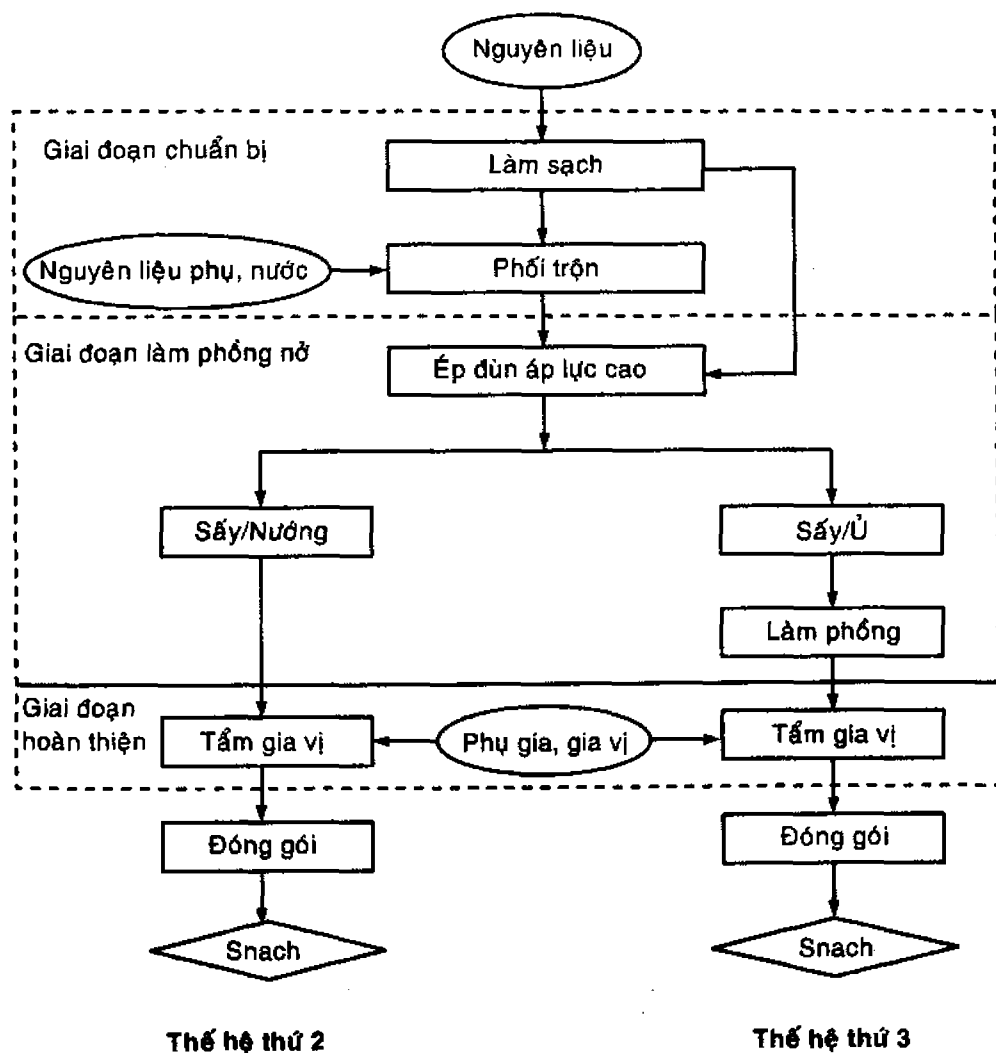 Nguyên liệu
Giai đoạn chuẩn bị
Làm sạch
Nguyên liệu phụ, nước
Phối trộn
Giai đoạn làm phồng nở
Ép đùn áp lực cao
Sấy/Nướng
Sấy/Ủ
Làm phồng
Giai đoạn
hoàn thiện
Tẩm gia vị
Phụ gia, gia vị
Tẩm gia vị
Đóng gói
Đóng gói
Snach
Snach
Thế hệ thứ 2
Thế hệ thứ 3